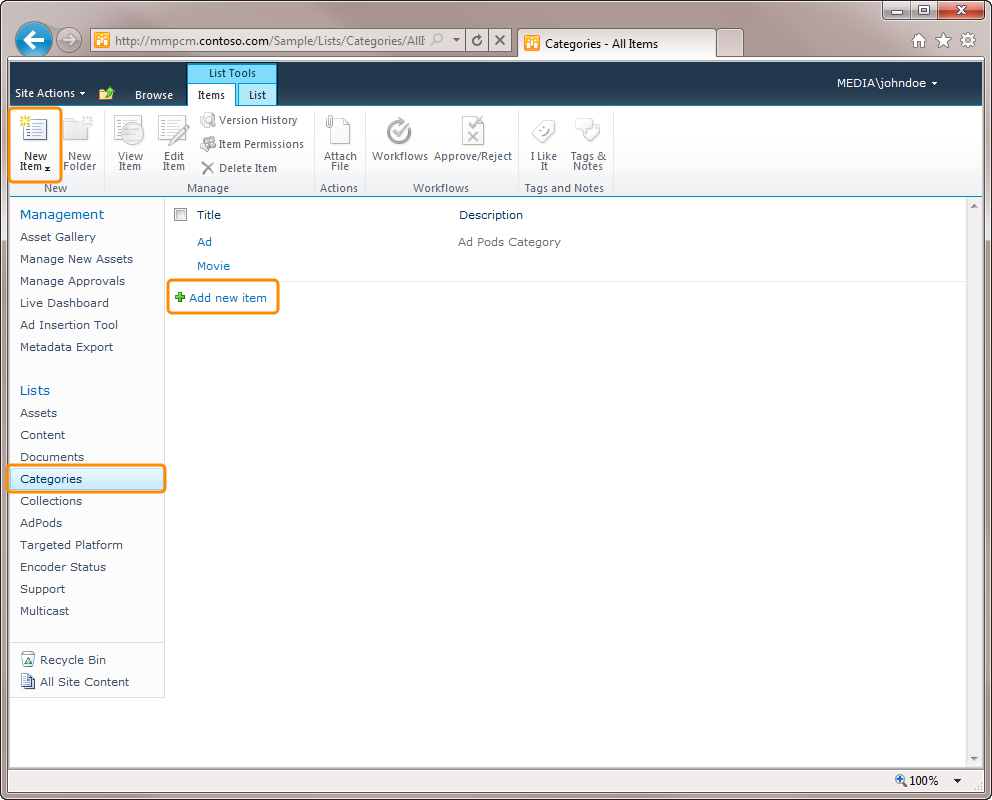 http://mmpcm.contoso.com/Sample/Lists/Categories/AllI
Categories - All Items
List Tools
Site Actions
Browse
Items
List
MEDIA\johndoe
New Item
New Folder
New
View Item
Edit Item
Version History
Item Permissions
Delete Item
Manage
Attach File
Actions
Workflows
Approve/Reject
Workflows
I Like It
Tags & Notes
Tags and Notes
Management
Asset Gallery
Manage New Assets
Manage Approvals
Live Dashboard
Ad Insertion Tool
Metadata Export
Lists
Assets
Content
Documents
Categories
Collections
AdPods
Targeted Platform
Encoder Status
Support
Multicast
Recycle Bin
All Site Content
Title
Description
Ad
Ad Pods Category
Movie
Add new item
100%